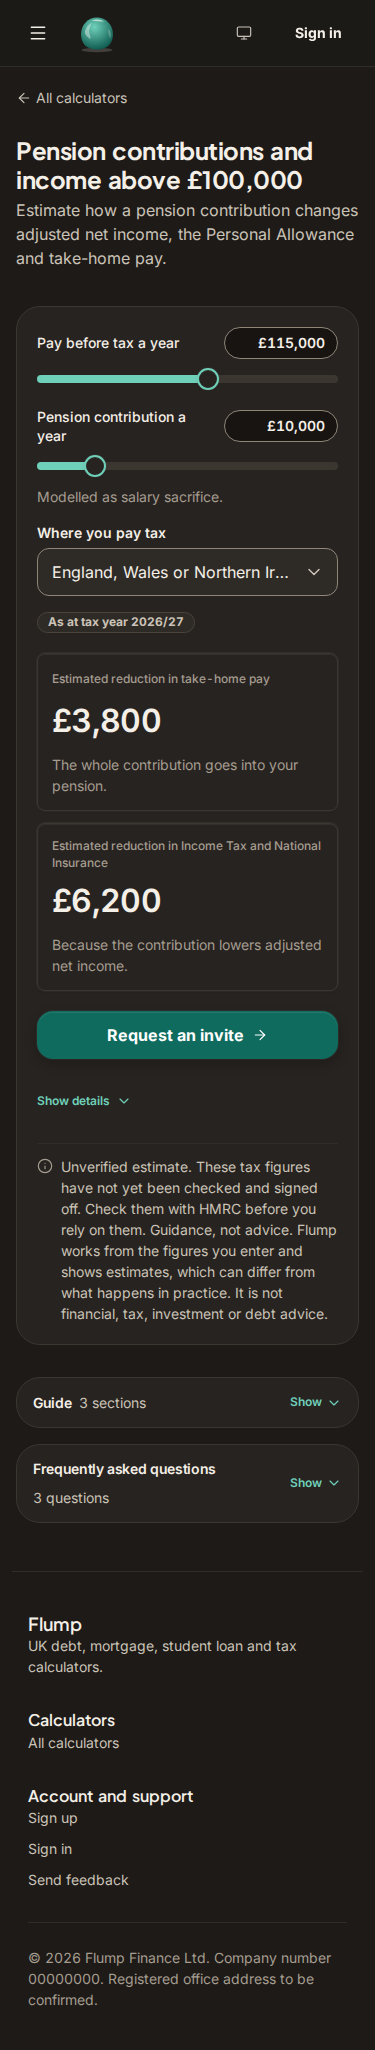 Sign in
← All calculators
Pension contributions and
income above £100,000
Estimate how a pension contribution changes
adjusted net income, the Personal Allowance
and take-home pay.
Pay before tax a year
£115,000
Pension contribution a
year
£10,000
Modelled as salary sacrifice.
Where you pay tax
England, Wales or Northern Ir...
As at tax year 2026/27
Estimated reduction in take-home pay
£3,800
The whole contribution goes into your
pension.
Estimated reduction in Income Tax and National
Insurance
£6,200
Because the contribution lowers adjusted
net income.
Request an invite →
Show details
Unverified estimate. These tax figures
have not yet been checked and signed
off. Check them with HMRC before you
rely on them. Guidance, not advice. Flump
works from the figures you enter and
shows estimates, which can differ from
what happens in practice. It is not
financial, tax, investment or debt advice.
Guide 3 sections
Show
Frequently asked questions
3 questions
Show
Flump
UK debt, mortgage, student loan and tax
calculators.
Calculators
All calculators
Account and support
Sign up
Sign in
Send feedback
© 2026 Flump Finance Ltd. Company number
00000000. Registered office address to be
confirmed.